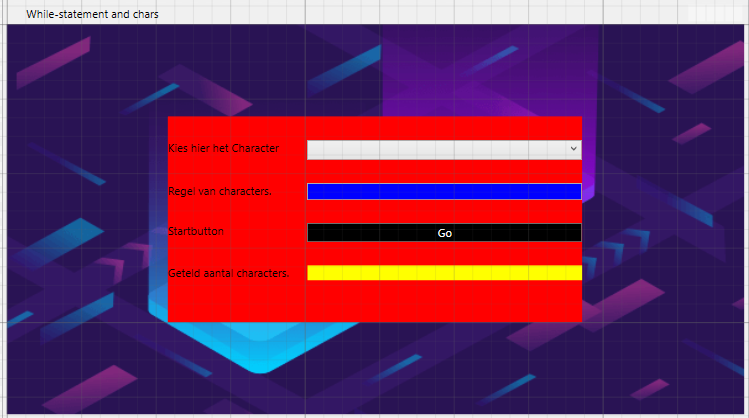 While-statement and chars
Kies hier het Character
Regel van characters.
Startbutton
Go
Geteld aantal characters.